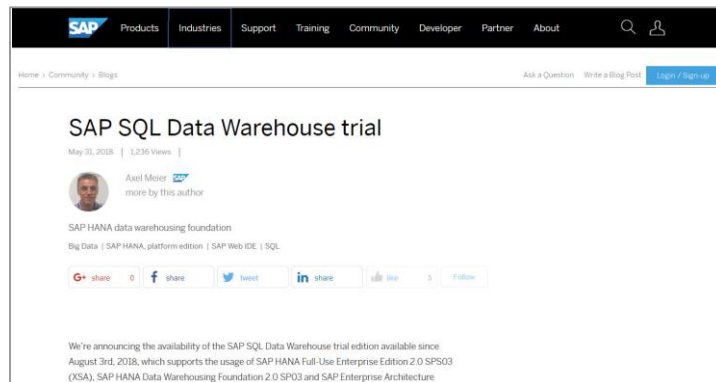 SAP Products Industries Support Training Community Developer Partner About
Home > Community > Blogs Ask a Question Write a Blog Post Login / Sign-up
SAP SQL Data Warehouse trial
May 31, 2018 | 1,236 Views |
Axel Meier SAP
more by this author
SAP HANA data warehousing foundation
Big Data | SAP HANA, platform edition | SAP Web IDE | SQL
G+ share 0 f share tweet in share like 3 Follow
We're announcing the availability of the SAP SQL Data Warehouse trial edition available since
August 3rd, 2018, which supports the usage of SAP HANA Full-Use Enterprise Edition 2.0 SPS03
(XSA), SAP HANA Data Warehousing Foundation 2.0 SP03 and SAP Enterprise Architecture